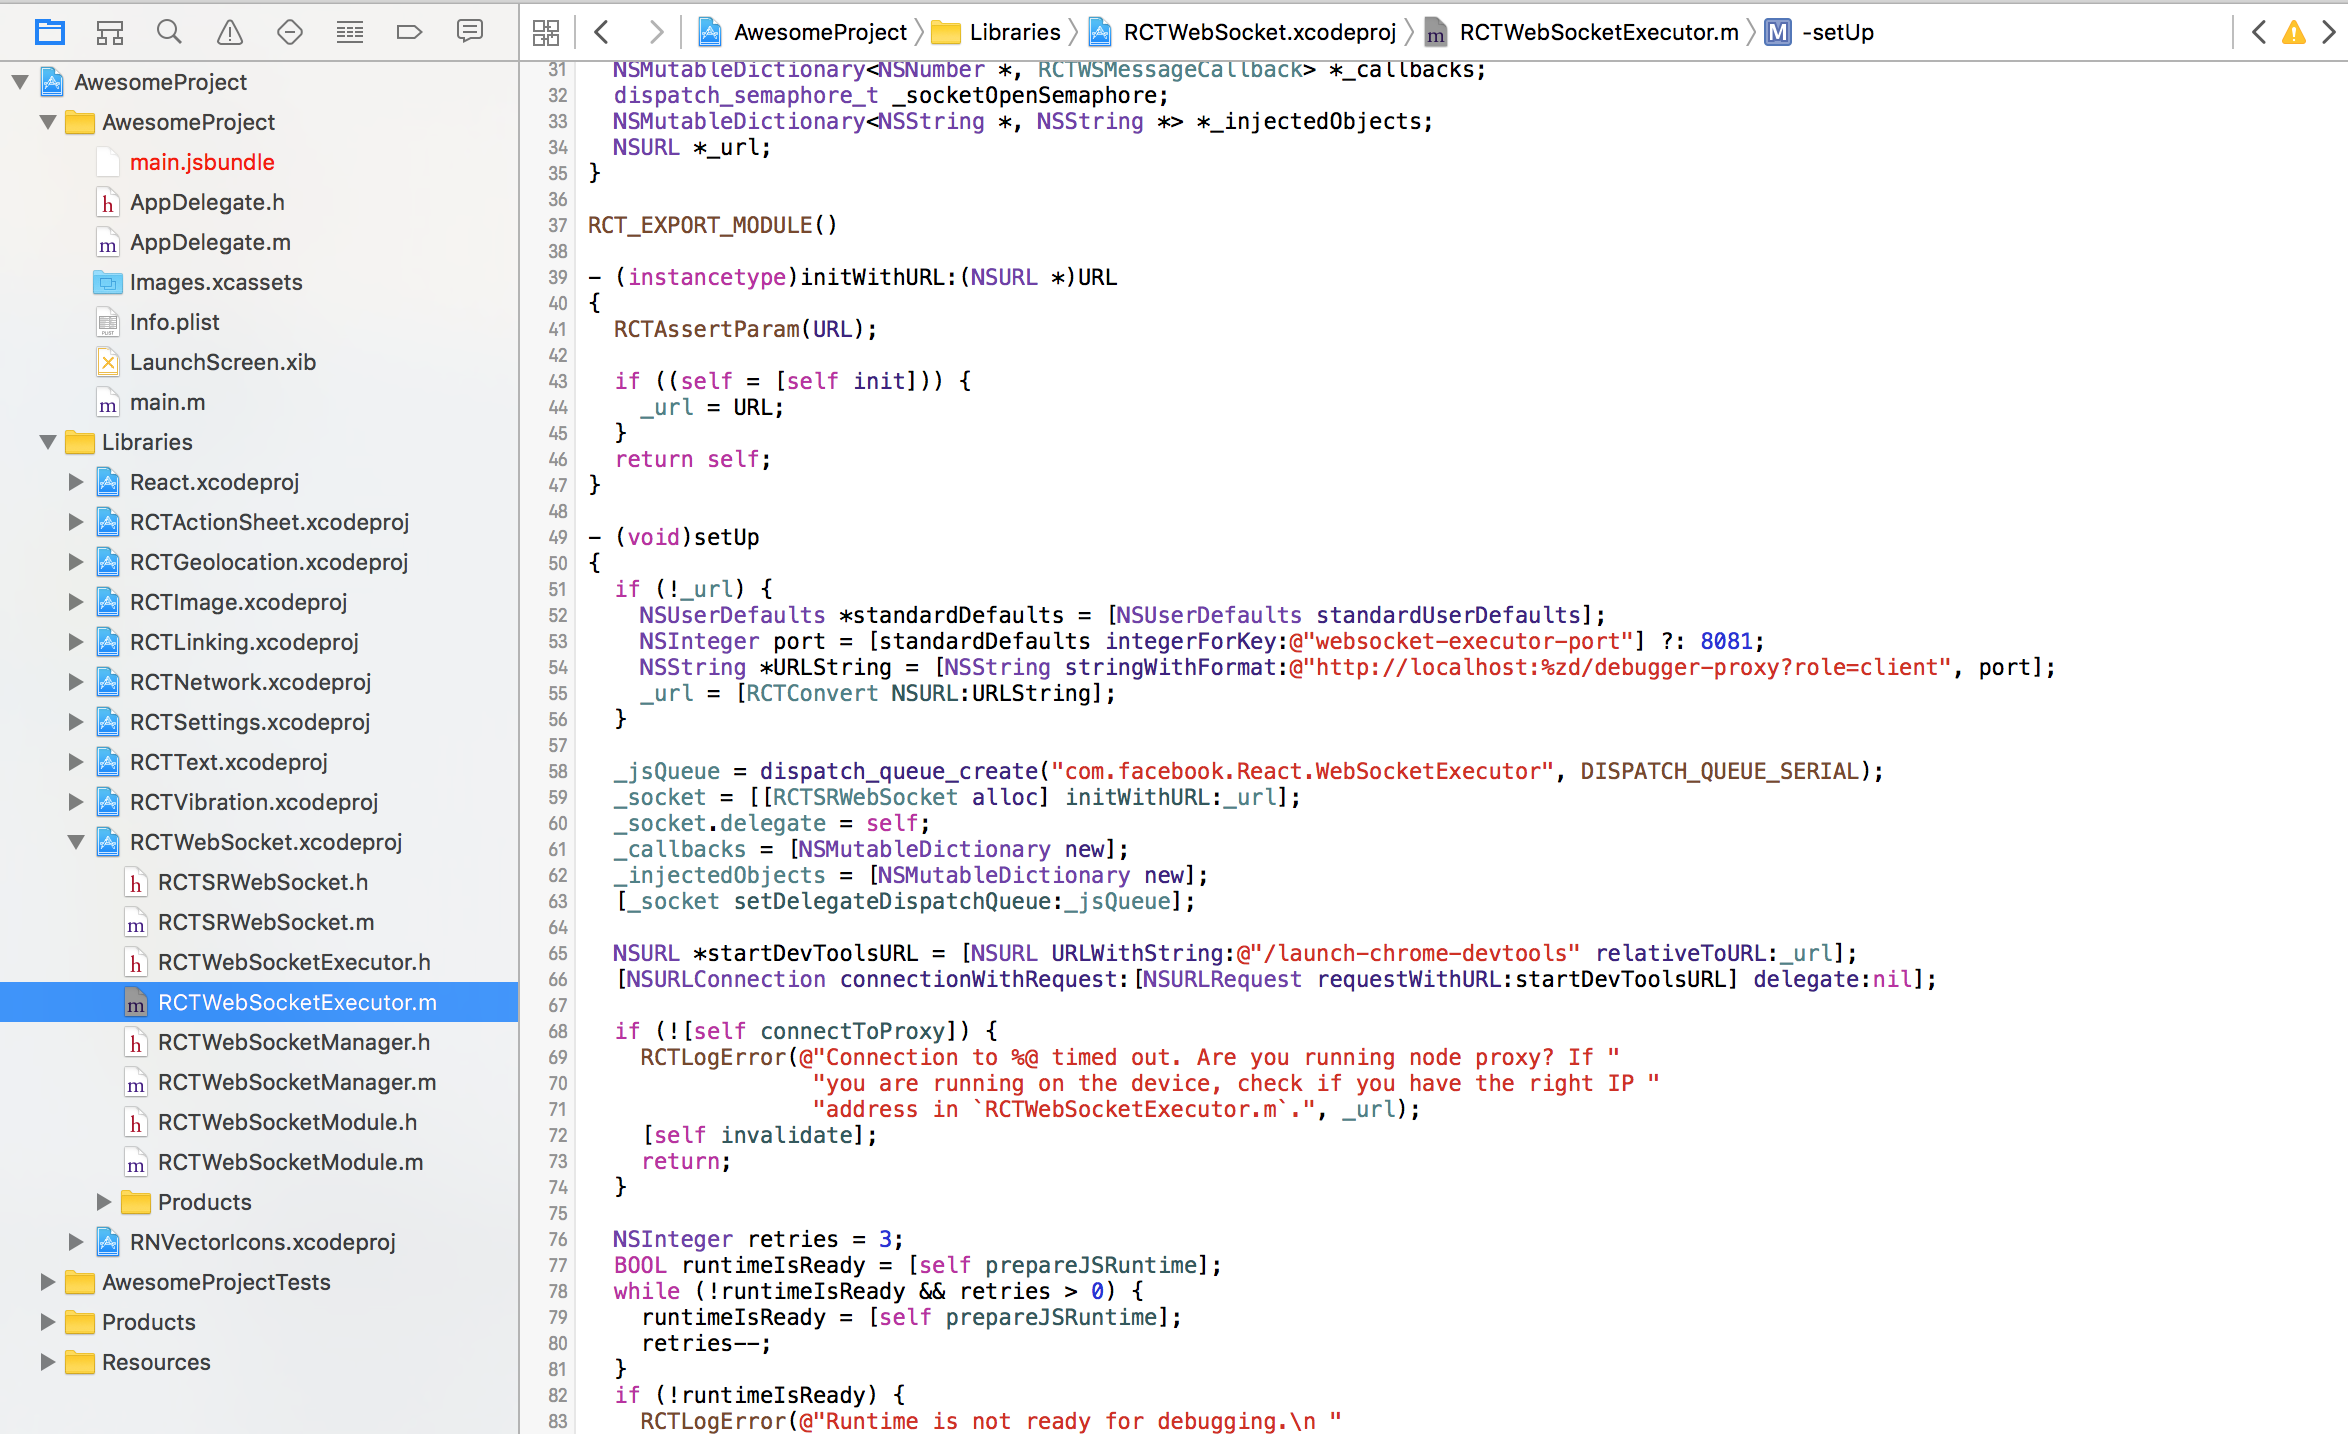 AwesomeProject
Libraries
RCTWebSocket.xcodeproj
RCTWebSocketExecutor.m
M
-setUp
AwesomeProject
AwesomeProject
main.jsbundle
AppDelegate.h
AppDelegate.m
Images.xcassets
Info.plist
LaunchScreen.xib
main.m
Libraries
React.xcodeproj
RCTActionSheet.xcodeproj
RCTGeolocation.xcodeproj
RCTImage.xcodeproj
RCTLinking.xcodeproj
RCTNetwork.xcodeproj
RCTSettings.xcodeproj
RCTText.xcodeproj
RCTVibration.xcodeproj
RCTWebSocket.xcodeproj
RCTSRWebSocket.h
RCTSRWebSocket.m
RCTWebSocketExecutor.h
RCTWebSocketExecutor.m
RCTWebSocketManager.h
RCTWebSocketManager.m
RCTWebSocketModule.h
RCTWebSocketModule.m
Products
RNVectorIcons.xcodeproj
AwesomeProjectTests
Products
Resources
31 NSMutableDictionary<NSNumber *, RCTWSMessageCallback> *_callbacks;
32 dispatch_semaphore_t _socketOpenSemaphore;
33 NSMutableDictionary<NSString *, NSString *> *_injectedObjects;
34 NSURL *_url;
35 }
36
37 RCT_EXPORT_MODULE()
38
39 - (instancetype)initWithURL:(NSURL *)URL
40 {
41 RCTAssertParam(URL);
42
43 if ((self = [self init])) {
44 _url = URL;
45 }
46 return self;
47 }
48
49 - (void)setUp
50 {
51 if (!_url) {
52 NSUserDefaults *standardDefaults = [NSUserDefaults standardUserDefaults];
53 NSInteger port = [standardDefaults integerForKey:@"websocket-executor-port"] ?: 8081;
54 NSString *URLString = [NSString stringWithFormat:@"http://localhost:%zd/debugger-proxy?role=client", port];
55 _url = [RCTConvert NSURL:URLString];
56 }
57
58 _jsQueue = dispatch_queue_create("com.facebook.React.WebSocketExecutor", DISPATCH_QUEUE_SERIAL);
59 _socket = [[RCTSRWebSocket alloc] initWithURL:_url];
60 _socket.delegate = self;
61 _callbacks = [NSMutableDictionary new];
62 _injectedObjects = [NSMutableDictionary new];
63 [_socket setDelegateDispatchQueue:_jsQueue];
64
65 NSURL *startDevToolsURL = [NSURL URLWithString:@"/launch-chrome-devtools" relativeToURL:_url];
66 [NSURLConnection connectionWithRequest:[NSURLRequest requestWithURL:startDevToolsURL] delegate:nil];
67
68 if (![self connectToProxy]) {
69 RCTLogError(@"Connection to %@ timed out. Are you running node proxy? If "
70 "you are running on the device, check if you have the right IP "
71 "address in `RCTWebSocketExecutor.m`.", _url);
72 [self invalidate];
73 return;
74 }
75
76 NSInteger retries = 3;
77 BOOL runtimeIsReady = [self prepareJSRuntime];
78 while (!runtimeIsReady && retries > 0) {
79 runtimeIsReady = [self prepareJSRuntime];
80 retries--;
81 }
82 if (!runtimeIsReady) {
83 RCTLogError(@"Runtime is not ready for debugging.\n "